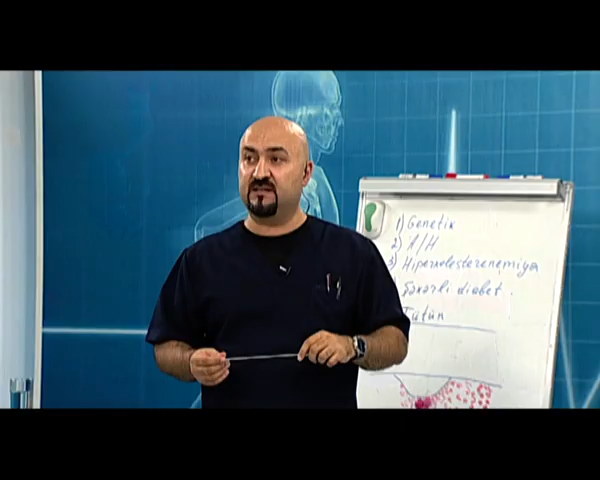 1) Genetik
2) A/H
3) Hiperxolesterenemiya
Şəkərli diabet.
Tütün